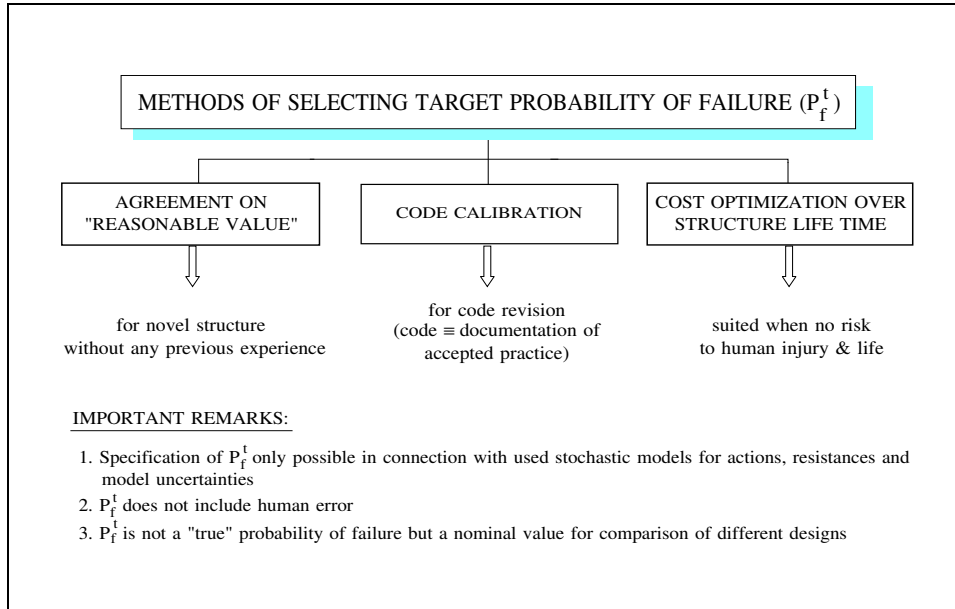 METHODS OF SELECTING TARGET PROBABILITY OF FAILURE (P_f^t)
AGREEMENT ON
"REASONABLE VALUE"
CODE CALIBRATION
COST OPTIMIZATION OVER
STRUCTURE LIFE TIME
for novel structure
without any previous experience
for code revision
(code ≡ documentation of
accepted practice)
suited when no risk
to human injury & life
IMPORTANT REMARKS:
1. Specification of P_f^t only possible in connection with used stochastic models for actions, resistances and
model uncertainties
2. P_f^t does not include human error
3. P_f^t is not a "true" probability of failure but a nominal value for comparison of different designs